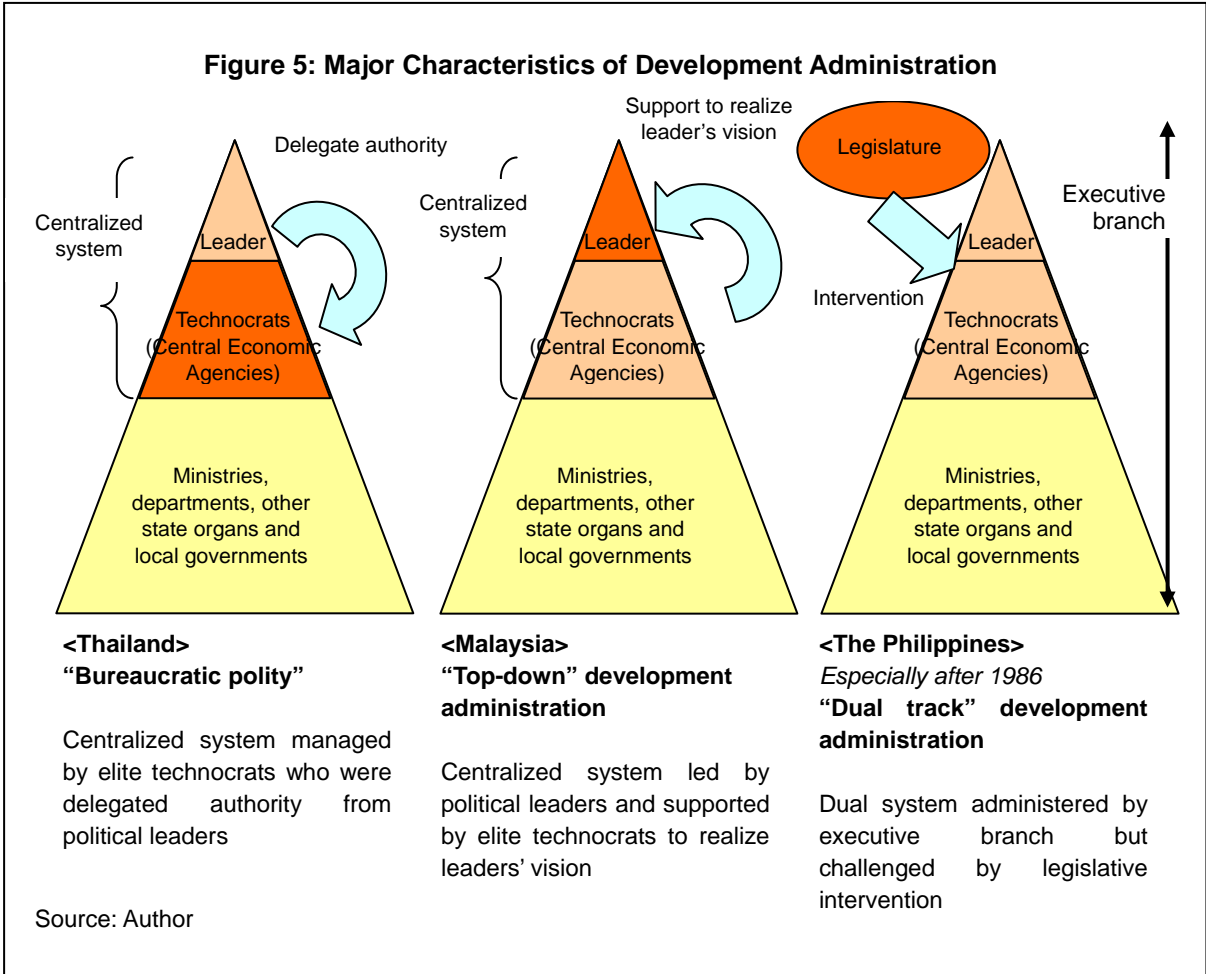 Figure 5: Major Characteristics of Development Administration
Delegate authority
Centralized
system
Leader
Technocrats
(Central Economic
Agencies)
Ministries,
departments, other
state organs and
local governments
<Thailand>
“Bureaucratic polity”
Centralized system managed
by elite technocrats who were
delegated authority from
political leaders
Support to realize
leader’s vision
Centralized
system
Leader
Technocrats
(Central Economic
Agencies)
Ministries,
departments, other
state organs and
local governments
<Malaysia>
“Top-down” development
administration
Centralized system led by
political leaders and supported
by elite technocrats to realize
leaders’ vision
Legislature
Intervention
Executive
branch
Leader
Technocrats
(Central Economic
Agencies)
Ministries,
departments, other
state organs and
local governments
<The Philippines>
Especially after 1986
“Dual track” development
administration
Dual system administered by
executive branch but
challenged by legislative
intervention
Source: Author